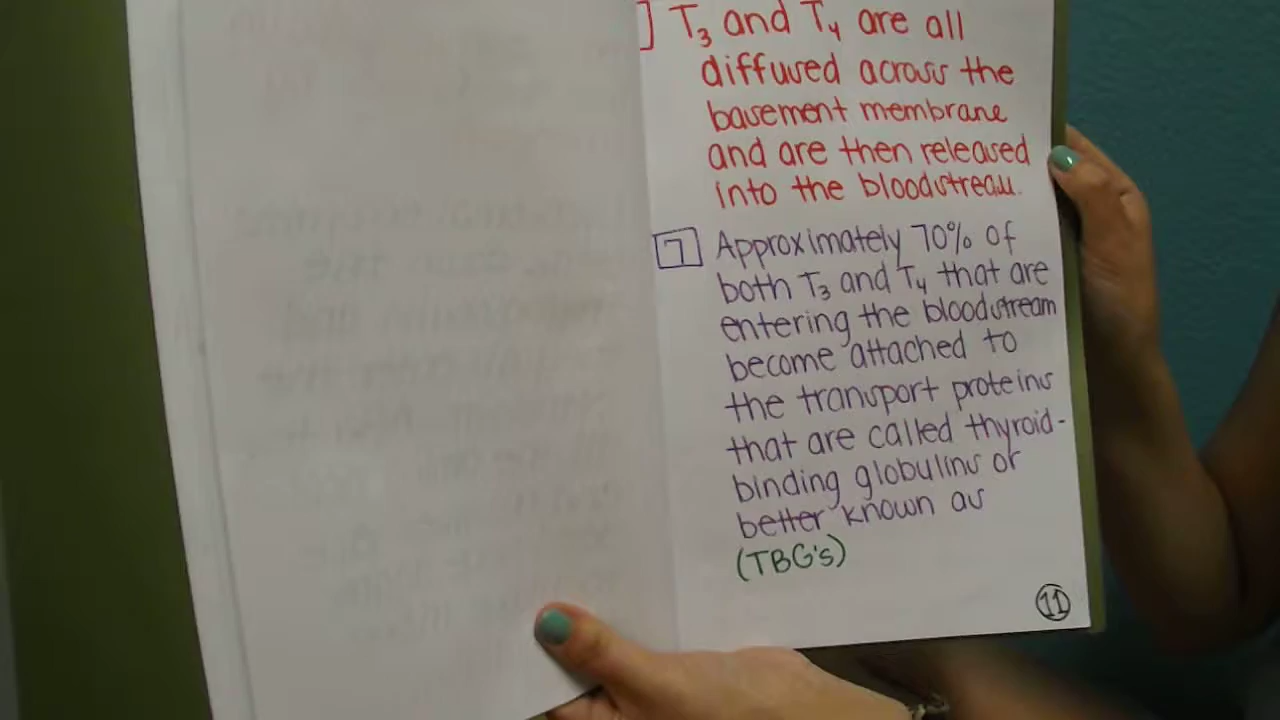 ] T₃ and T₄ are all
diffused across the
basement membrane
and are then released
into the bloodstream.
7 Approximately 70% of
both T₃ and T₄ that are
entering the bloodstream
become attached to
the transport proteins
that are called thyroid-
binding globulins or
better known as
(TBG's)
11